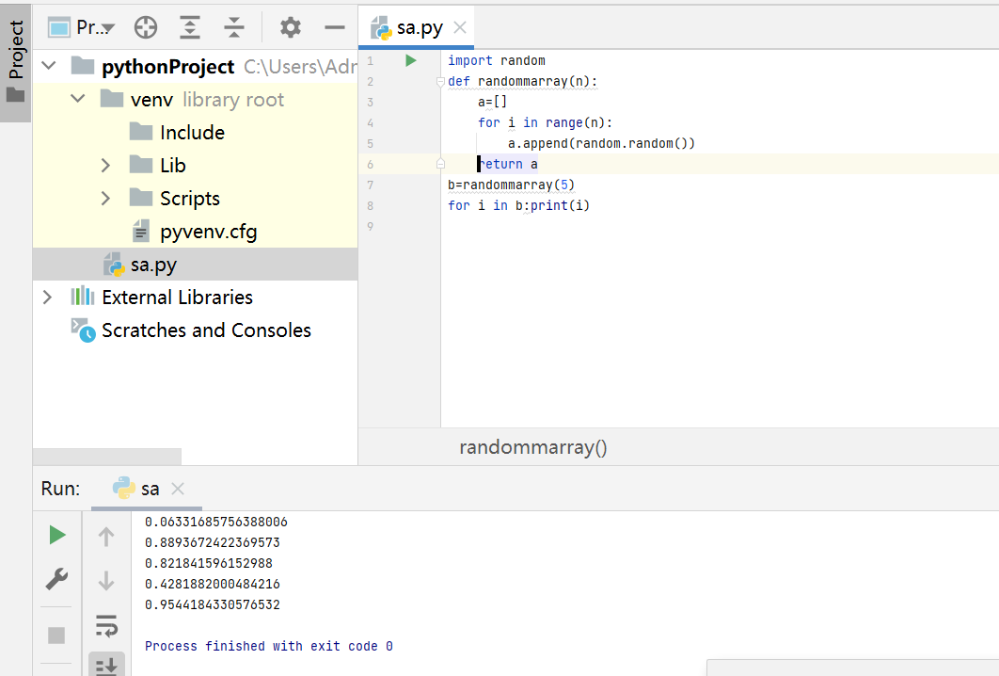 Project
Pr...
sa.py
pythonProject C:\Users\Adr
venv library root
Include
Lib
Scripts
pyvenv.cfg
sa.py
External Libraries
Scratches and Consoles
1 import random
2 def randommarray(n):
3     a=[]
4     for i in range(n):
5         a.append(random.random())
6     return a
7 b=randommarray(5)
8 for i in b:print(i)
9
randommarray()
Run: sa
0.06331685756388006
0.8893672422369573
0.821841596152988
0.4281882000484216
0.9544184330576532
Process finished with exit code 0